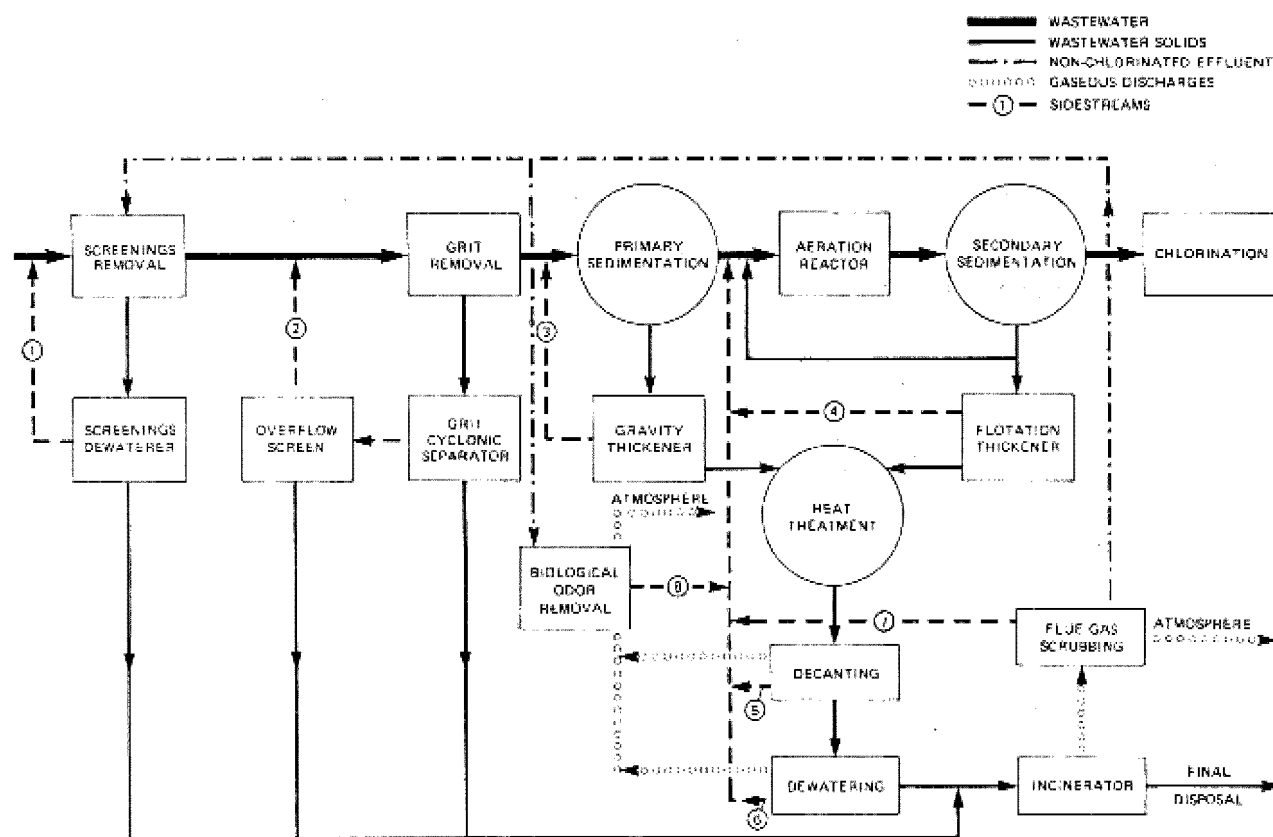 WASTEWATER
WASTEWATER SOLIDS
NON-CHLORINATED EFFLUENT
GASEOUS DISCHARGES
1 SIDESTREAMS
SCREENINGS
REMOVAL
GRIT
REMOVAL
PRIMARY
SEDIMENTATION
AERATION
REACTOR
SECONDARY
SEDIMENTATION
CHLORINATION
1
2
3
SCREENINGS
DEWATERER
OVERFLOW
SCREEN
GRIT
CYCLONIC
SEPARATOR
GRAVITY
THICKENER
4
FLOTATION
THICKENER
ATMOSPHERE
HEAT
TREATMENT
BIOLOGICAL
ODOR
REMOVAL
8
7
FLUE GAS
SCRUBBING
ATMOSPHERE
DECANTING
5
DEWATERING
6
INCINERATOR
FINAL
DISPOSAL